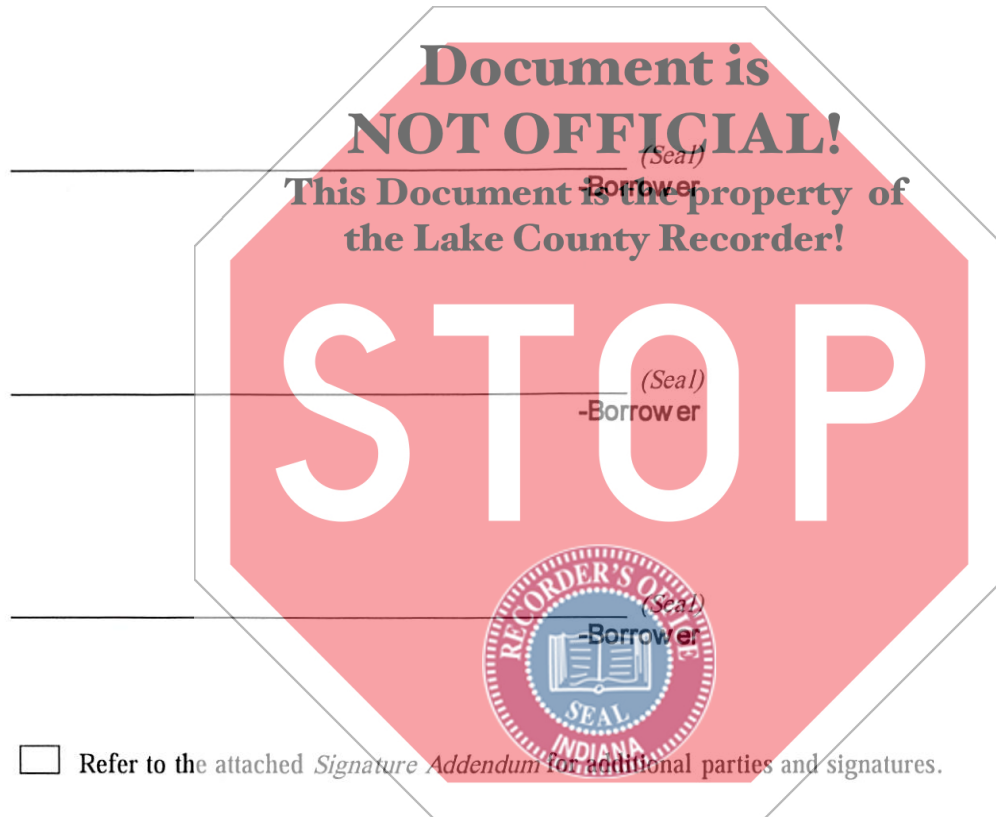 Document is
NOT OFFICIAL!
(Seal)
-Borrower
This Document is the property of
the Lake County Recorder!
STOP
(Seal)
-Borrower
RECORDER'S OFFICE
(Seal)
-Borrower
SEAL
INDIANA
Refer to the attached Signature Addendum for additional parties and signatures.